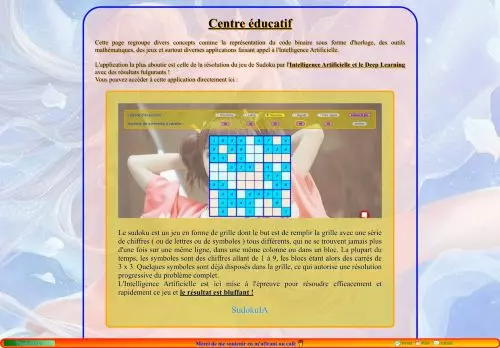 Centre éducatif
Cette page regroupe divers concepts comme la représentation du code binaire sous forme d'horloge, des outils
mathématiques, des jeux et surtout diverses applications faisant appel à l'Intelligence Artificielle.
L'application la plus aboutie est celle de la résolution du jeu de Sudoku par l'Intelligence Artificielle et le Deep Learning
avec des résultats fulgurants !
Vous pouvez accéder à cette application directement ici :
Le sudoku est un jeu en forme de grille dont le but est de remplir la grille avec une série
de chiffres ( ou de lettres ou de symboles ) tous différents, qui ne se trouvent jamais plus
d'une fois sur une même ligne, dans une même colonne ou dans un bloc. La plupart du
temps, les symboles sont des chiffres allant de 1 à 9, les blocs étant alors des carrés de
3 x 3. Quelques symboles sont déjà disposés dans la grille, ce qui autorise une résolution
progressive du problème complet.
L'Intelligence Artificielle est ici mise à l'épreuve pour résoudre efficacement et
rapidement ce jeu et le résultat est bluffant !
SudokuIA
Merci de me soutenir en m'offrant un café